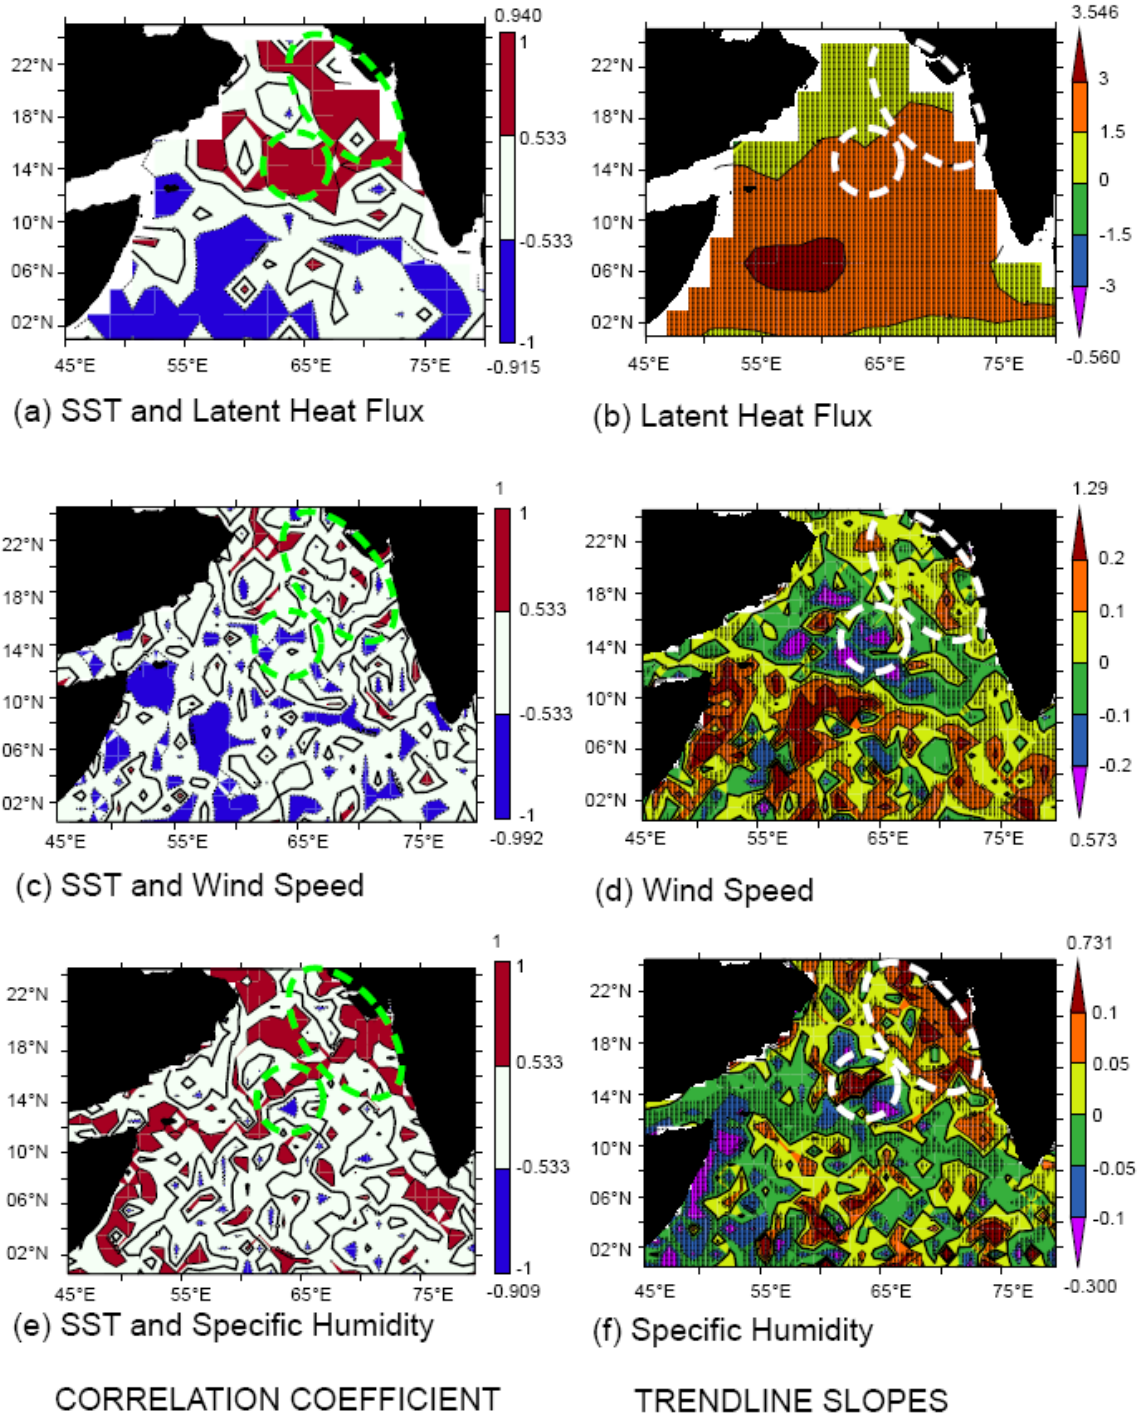 0.940
1
0.533
-0.533
-1
-0.915
22°N
18°N
14°N
10°N
06°N
02°N
45°E 55°E 65°E 75°E
(a) SST and Latent Heat Flux
3.546
3
1.5
0
-1.5
-3
-0.560
22°N
18°N
14°N
10°N
06°N
02°N
45°E 55°E 65°E 75°E
(b) Latent Heat Flux
1
1
0.533
-0.533
-1
-0.992
22°N
18°N
14°N
10°N
06°N
02°N
45°E 55°E 65°E 75°E
(c) SST and Wind Speed
1.29
0.2
0.1
0
-0.1
-0.2
0.573
22°N
18°N
14°N
10°N
06°N
02°N
45°E 55°E 65°E 75°E
(d) Wind Speed
1
1
0.533
-0.533
-1
-0.909
22°N
18°N
14°N
10°N
06°N
02°N
45°E 55°E 65°E 75°E
(e) SST and Specific Humidity
0.731
0.1
0.05
0
-0.05
-0.1
-0.300
22°N
18°N
14°N
10°N
06°N
02°N
45°E 55°E 65°E 75°E
(f) Specific Humidity
CORRELATION COEFFICIENT
TRENDLINE SLOPES